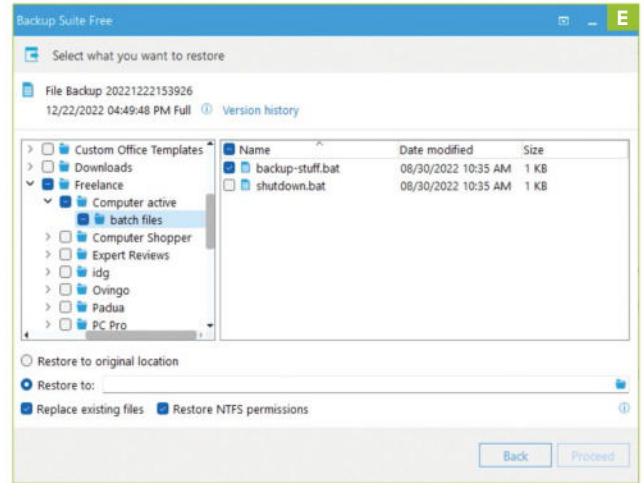 Backup Suite Free
E
Select what you want to restore
File Backup 20221222153926
12/22/2022 04:49:48 PM Full Version history
Custom Office Templates
Downloads
Freelance
Computer active
batch files
Computer Shopper
Expert Reviews
idg
Ovingo
Padua
PC Pro
Name Date modified Size
backup-stuff.bat 08/30/2022 10:35 AM 1 KB
shutdown.bat 08/30/2022 10:35 AM 1 KB
Restore to original location
Restore to:
Replace existing files Restore NTFS permissions
Back Proceed